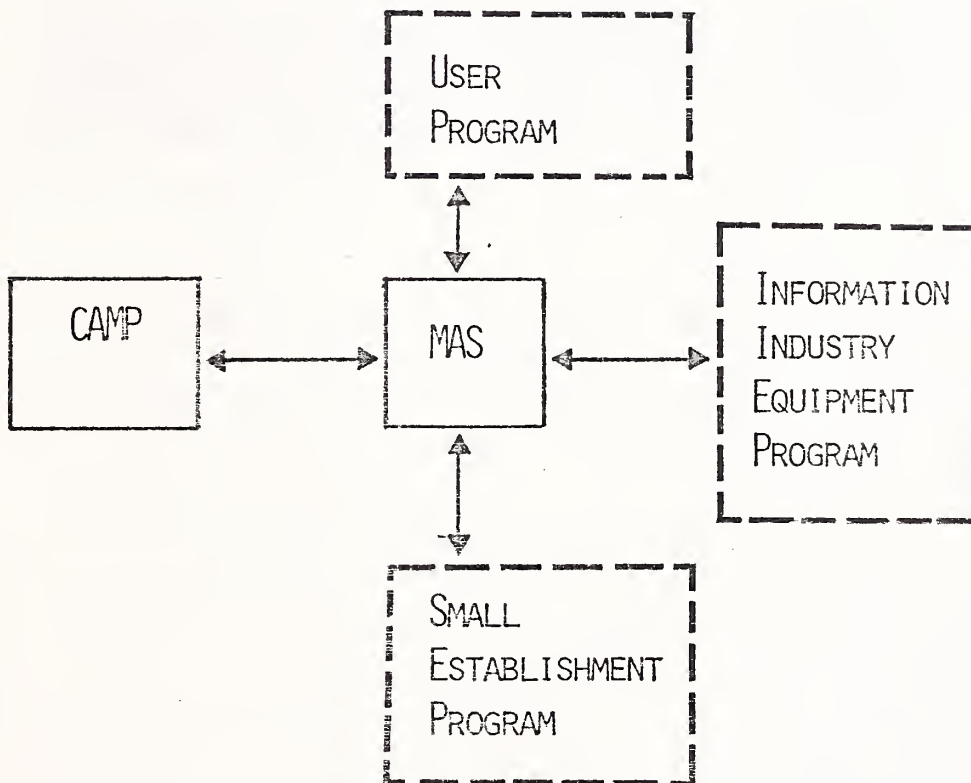 USER
PROGRAM
CAMP
MAS
INFORMATION
INDUSTRY
EQUIPMENT
PROGRAM
SMALL
ESTABLISHMENT
PROGRAM